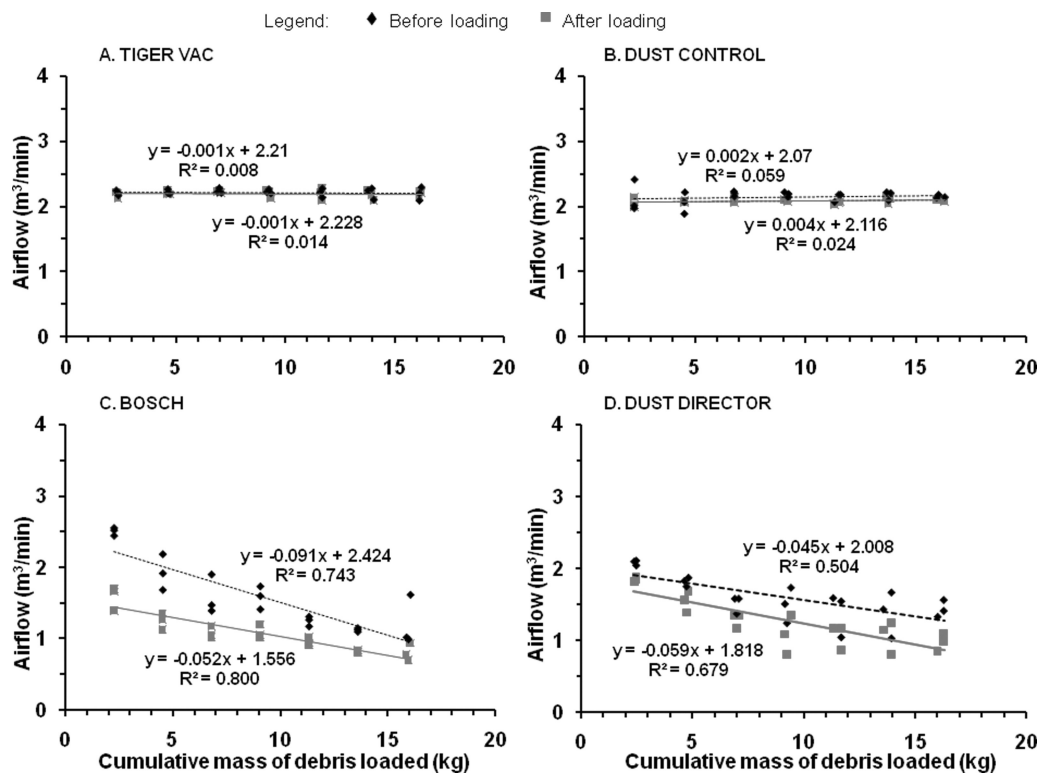 Legend: Before loading After loading
A. TIGER VAC
4
3
2
1
0
Airflow (m³/min)
y = -0.001x + 2.21
R² = 0.008
y = -0.001x + 2.228
R² = 0.014
0 5 10 15 20
B. DUST CONTROL
4
3
2
1
0
Airflow (m³/min)
y = 0.002x + 2.07
R² = 0.059
y = 0.004x + 2.116
R² = 0.024
0 5 10 15 20
C. BOSCH
4
3
2
1
0
Airflow (m³/min)
y = -0.091x + 2.424
R² = 0.743
y = -0.052x + 1.556
R² = 0.800
0 5 10 15 20
Cumulative mass of debris loaded (kg)
D. DUST DIRECTOR
4
3
2
1
0
Airflow (m³/min)
y = -0.045x + 2.008
R² = 0.504
y = -0.059x + 1.818
R² = 0.679
0 5 10 15 20
Cumulative mass of debris loaded (kg)